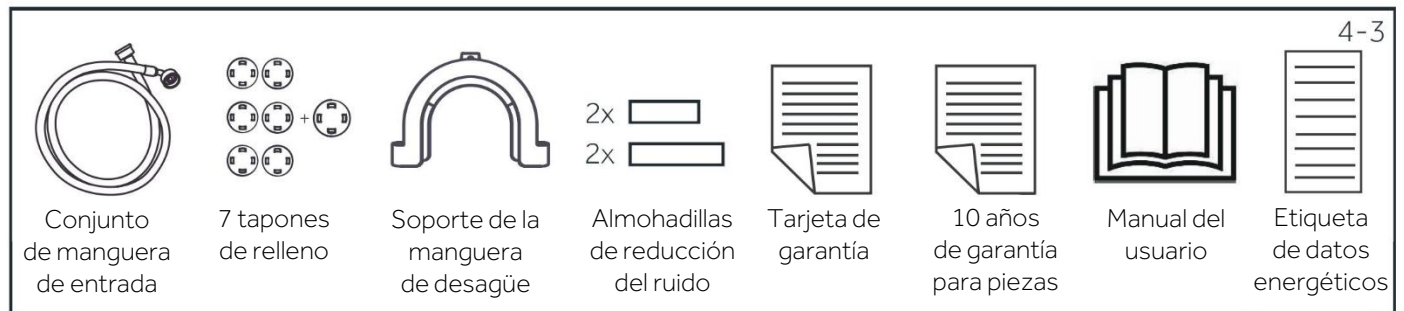 4-3
+
2x
2x
Conjunto
de manguera
de entrada
7 tapones
de relleno
Soporte de la
manguera
de desagüe
Almohadillas
de reducción
del ruido
Tarjeta de
garantía
10 años
de garantía
para piezas
Manual del
usuario
Etiqueta
de datos
energéticos